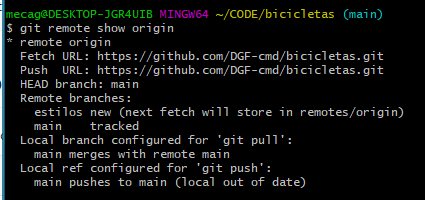 mecag@DESKTOP-JGR4UIB MINGW64 ~/CODE/bicicletas (main)
$ git remote show origin
* remote origin
  Fetch URL: https://github.com/DGF-cmd/bicicletas.git
  Push  URL: https://github.com/DGF-cmd/bicicletas.git
  HEAD branch: main
  Remote branches:
    estilos new (next fetch will store in remotes/origin)
    main    tracked
  Local branch configured for 'git pull':
    main merges with remote main
  Local ref configured for 'git push':
    main pushes to main (local out of date)